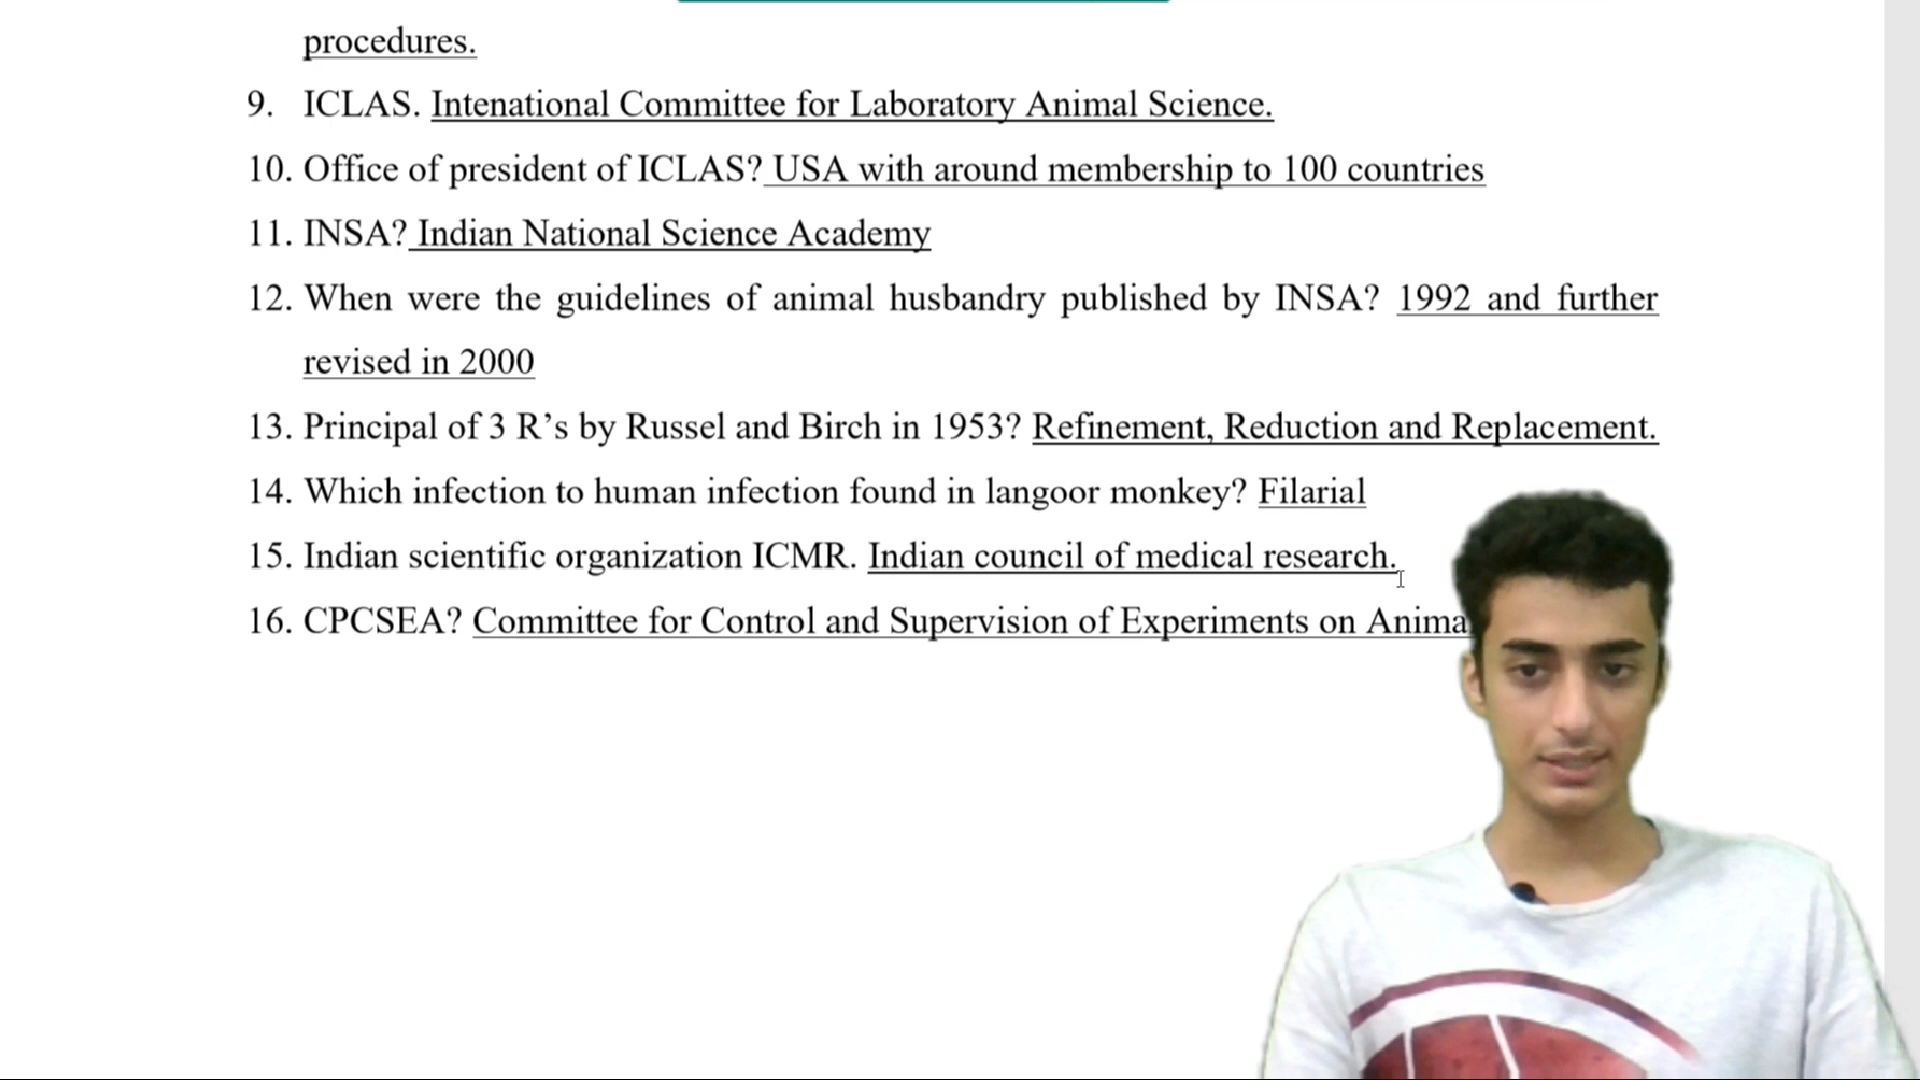 procedures.
9. ICLAS. Intenational Committee for Laboratory Animal Science.
10. Office of president of ICLAS? USA with around membership to 100 countries
11. INSA? Indian National Science Academy
12. When were the guidelines of animal husbandry published by INSA? 1992 and further
revised in 2000
13. Principal of 3 R’s by Russel and Birch in 1953? Refinement, Reduction and Replacement.
14. Which infection to human infection found in langoor monkey? Filarial
15. Indian scientific organization ICMR. Indian council of medical research.
16. CPCSEA? Committee for Control and Supervision of Experiments on